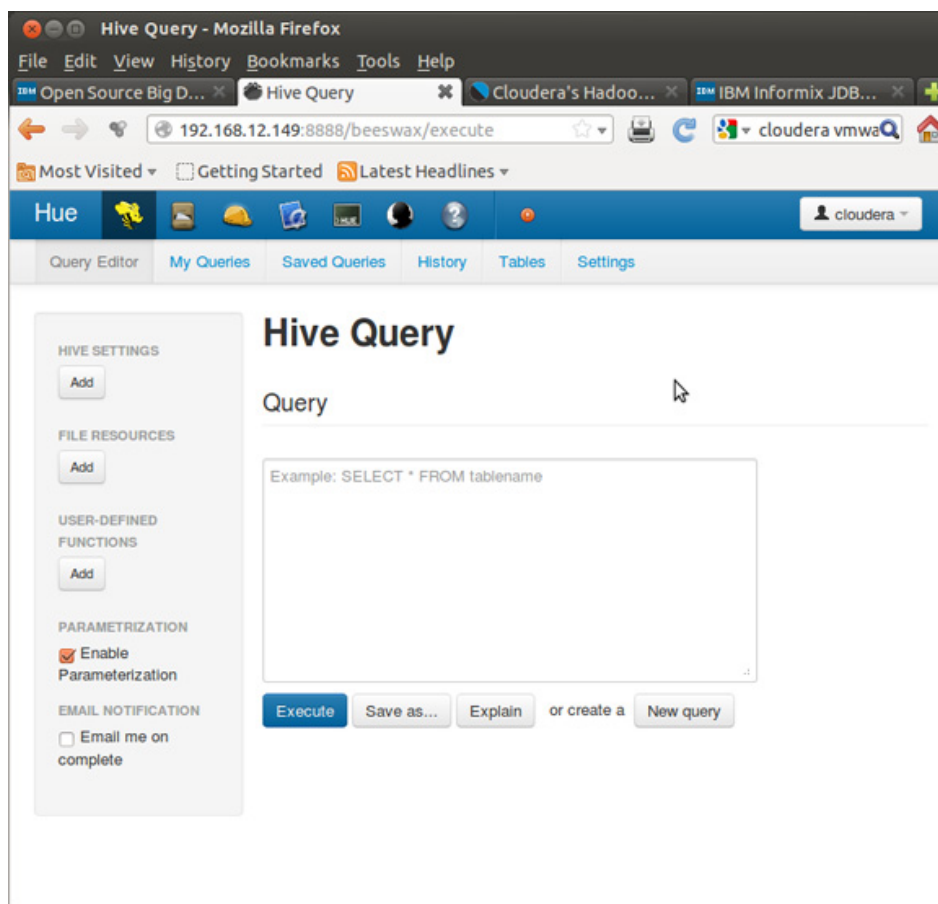 Hive Query - Mozilla Firefox
File Edit View History Bookmarks Tools Help
IBM Open Source Big D... Hive Query Cloudera's Hadoo... IBM IBM Informix JDB...
192.168.12.149:8888/beeswax/execute cloudera vmwa
Most Visited Getting Started Latest Headlines
Hue cloudera
Query Editor My Queries Saved Queries History Tables Settings
Hive Query
HIVE SETTINGS
Add
Query
FILE RESOURCES
Add
Example: SELECT * FROM tablename
USER-DEFINED
FUNCTIONS
Add
PARAMETRIZATION
Enable
Parameterization
EMAIL NOTIFICATION
Email me on
complete
Execute Save as... Explain or create a New query